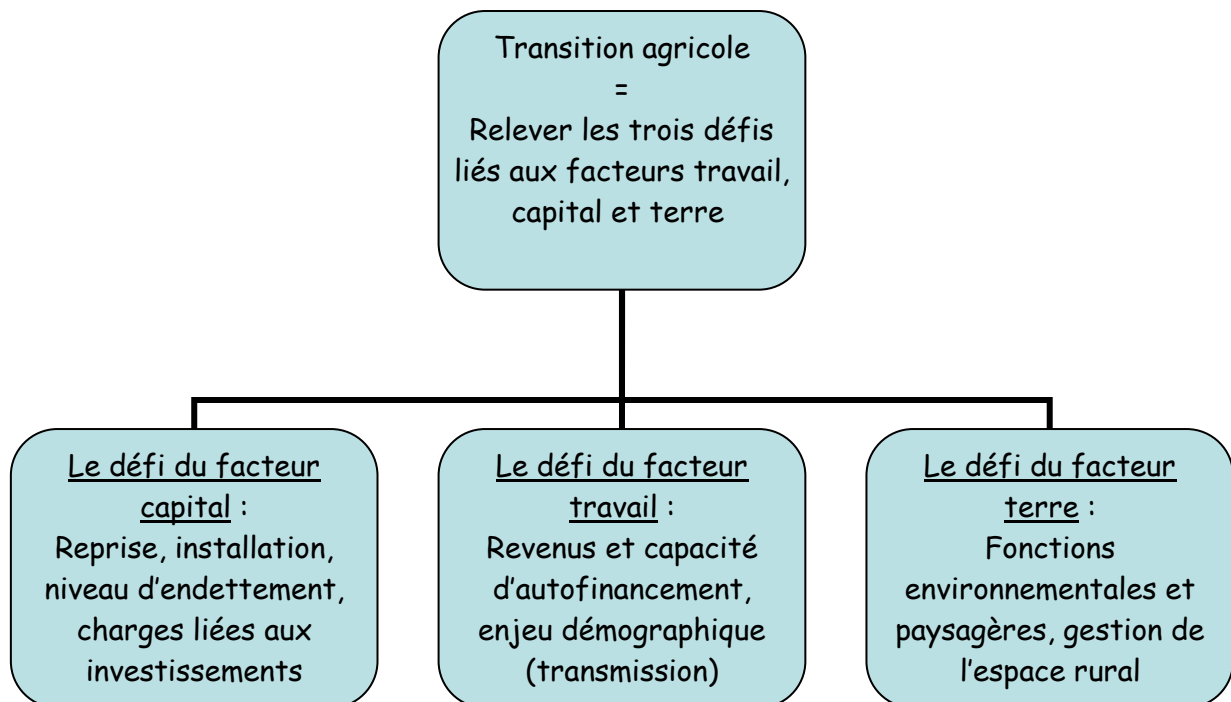 Transition agricole
=
Relever les trois défis
liés aux facteurs travail,
capital et terre
Le défi du facteur
capital :
Reprise, installation,
niveau d'endettement,
charges liées aux
investissements
Le défi du facteur
travail :
Revenus et capacité
d'autofinancement,
enjeu démographique
(transmission)
Le défi du facteur
terre :
Fonctions
environnementales et
paysagères, gestion de
l'espace rural